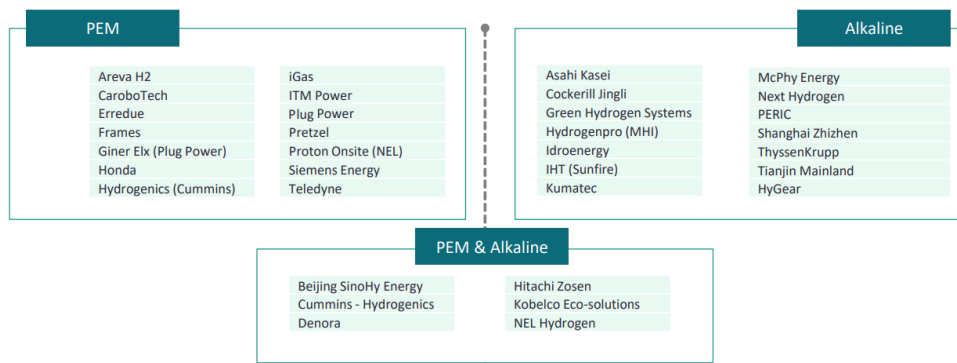 PEM
Areva H2
CaroboTech
Erredue
Frames
Giner Elx (Plug Power)
Honda
Hydrogenics (Cummins)
iGas
ITM Power
Plug Power
Pretzel
Proton Onsite (NEL)
Siemens Energy
Teledyne
Alkaline
Asahi Kasei
Cockerill Jingli
Green Hydrogen Systems
Hydrogenpro (MHI)
Idroenergy
IHT (Sunfire)
Kumatec
McPhy Energy
Next Hydrogen
PERIC
Shanghai Zhizhen
ThyssenKrupp
Tianjin Mainland
HyGear
PEM & Alkaline
Beijing SinoHy Energy
Cummins - Hydrogenics
Denora
Hitachi Zosen
Kobelco Eco-solutions
NEL Hydrogen